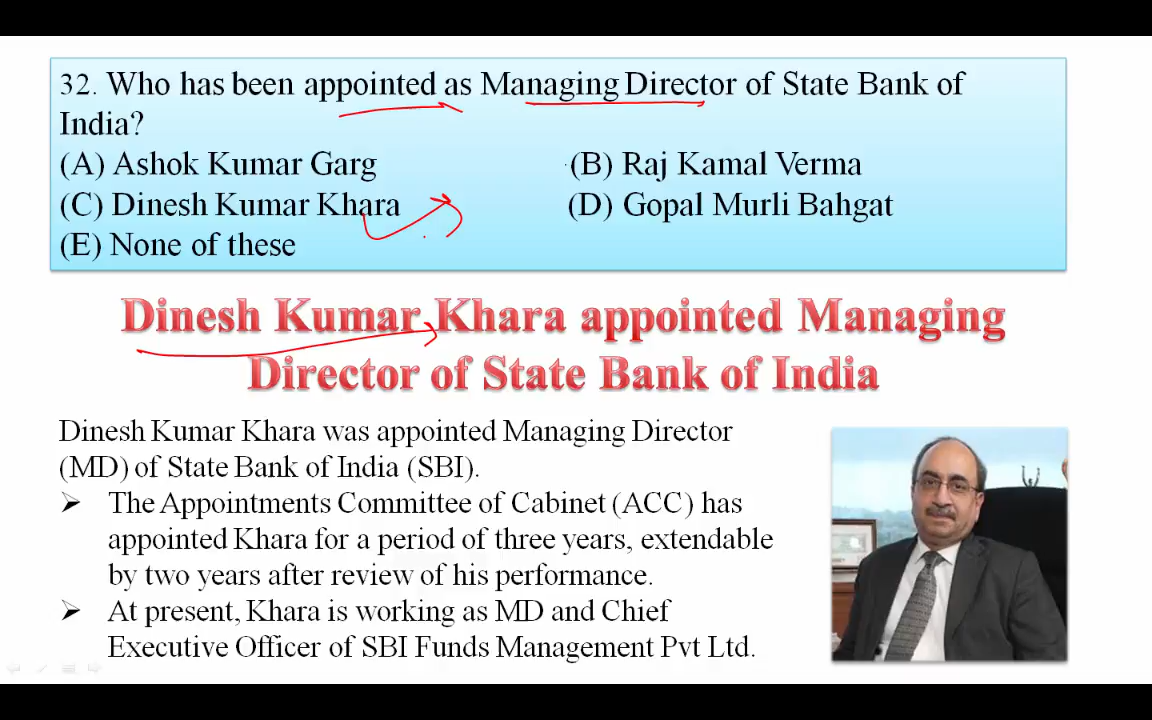 32. Who has been appointed as Managing Director of State Bank of
India?
(A) Ashok Kumar Garg (B) Raj Kamal Verma
(C) Dinesh Kumar Khara (D) Gopal Murli Bahgat
(E) None of these
Dinesh Kumar Khara appointed Managing
Director of State Bank of India
Dinesh Kumar Khara was appointed Managing Director
(MD) of State Bank of India (SBI).
➢ The Appointments Committee of Cabinet (ACC) has
appointed Khara for a period of three years, extendable
by two years after review of his performance.
➢ At present, Khara is working as MD and Chief
Executive Officer of SBI Funds Management Pvt Ltd.